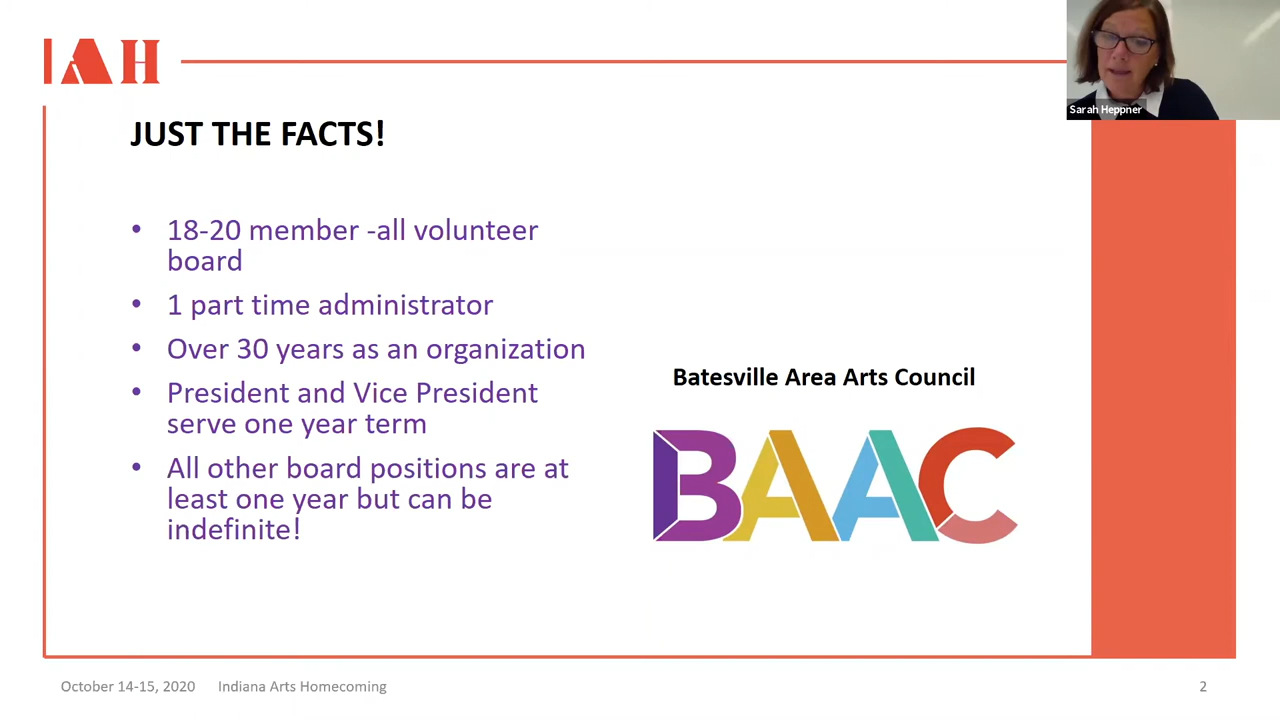 IAH
Sarah Heppner
JUST THE FACTS!
• 18-20 member -all volunteer
board
• 1 part time administrator
• Over 30 years as an organization
• President and Vice President
serve one year term
• All other board positions are at
least one year but can be
indefinite!
Batesville Area Arts Council
BAAC
October 14-15, 2020 Indiana Arts Homecoming 2